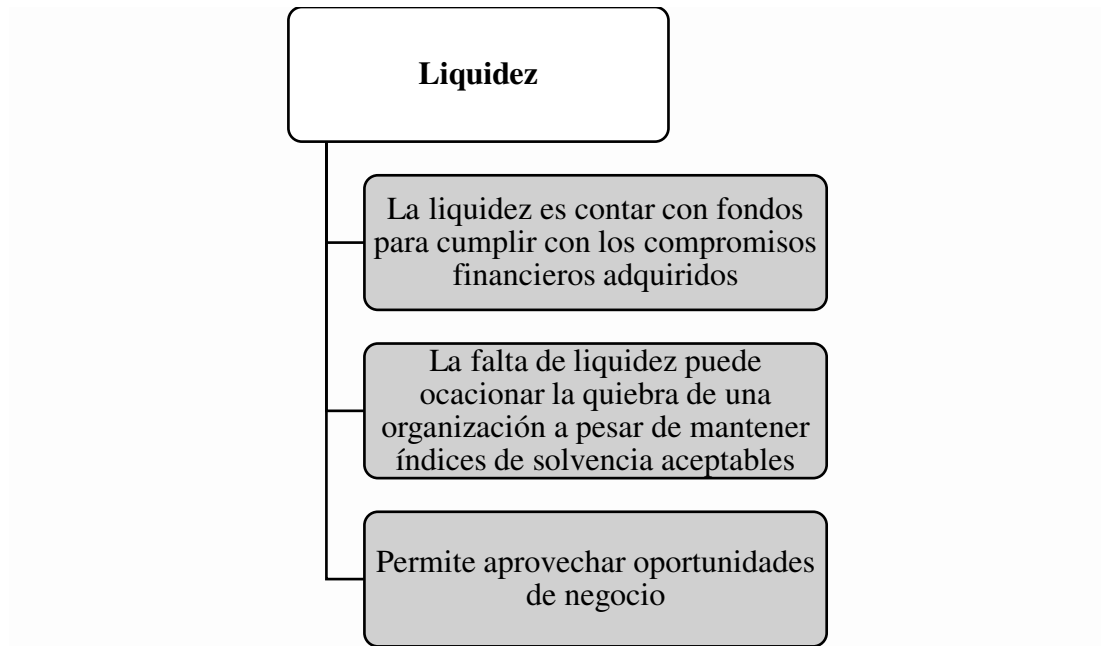 Liquidez
La liquidez es contar con fondos
para cumplir con los compromisos
financieros adquiridos
La falta de liquidez puede
ocacionar la quiebra de una
organización a pesar de mantener
índices de solvencia aceptables
Permite aprovechar oportunidades
de negocio